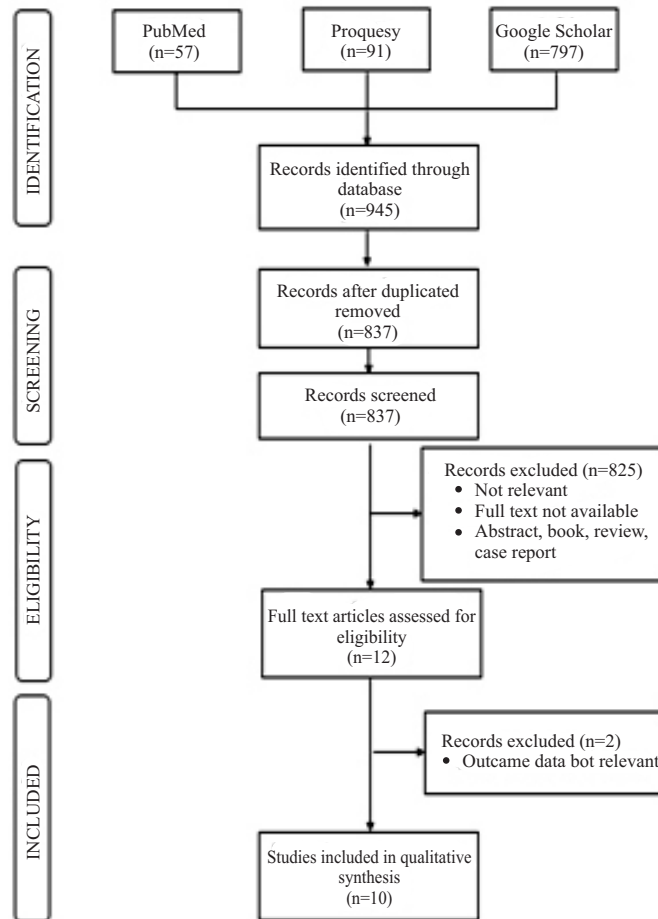 PubMed
(n=57)
Proquesy
(n=91)
Google Scholar
(n=797)
IDENTIFICATION
Records identified through
database
(n=945)
SCREENING
Records after duplicated
removed
(n=837)
Records screened
(n=837)
ELIGIBILITY
Records excluded (n=825)
• Not relevant
• Full text not available
• Abstract, book, review,
case report
Full text articles assessed for
eligibility
(n=12)
INCLUDED
Records excluded (n=2)
• Outcame data bot relevant
Studies included in qualitative
synthesis
(n=10)